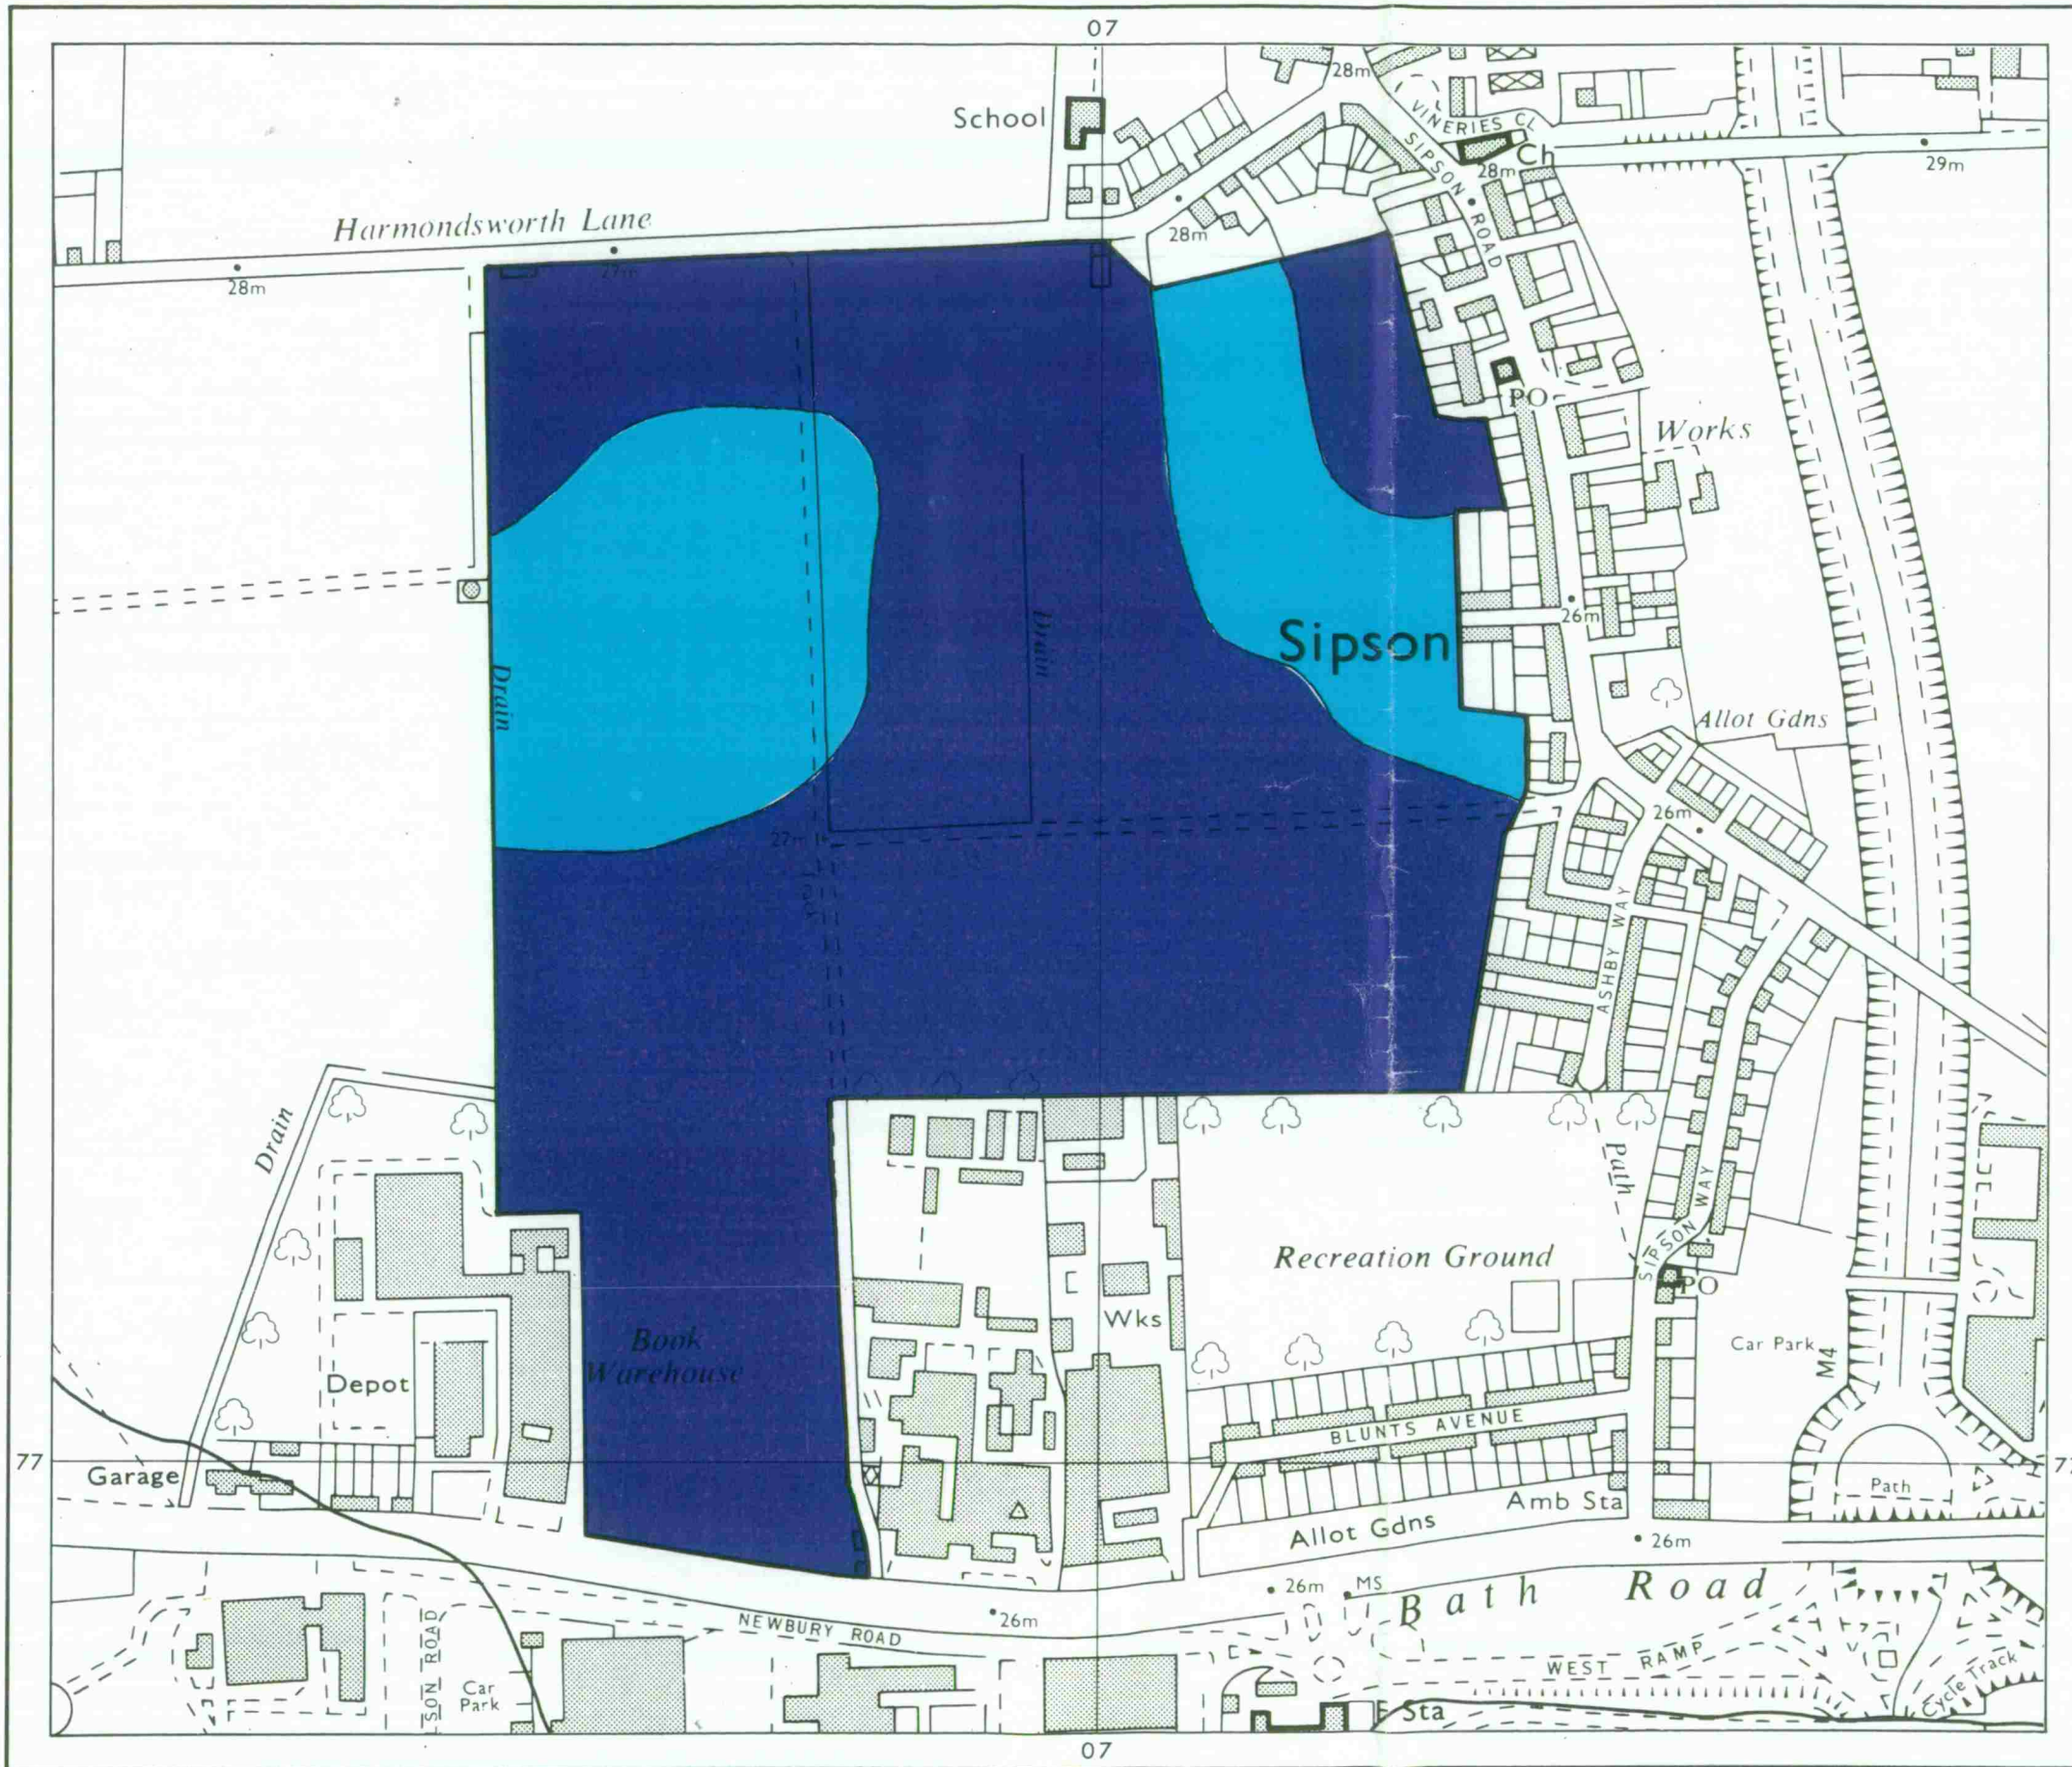 07
School
28m
VINERIES CL
SIPSON ROAD
Ch
28m
29m
Harmondsworth Lane
28m
27m
28m
PO
Works
Drain
Drain
Sipson
26m
Allot Gdns
26m
27m
ASHBY WAY
Drain
Path
SIPSON WAY
PO
Recreation Ground
Wks
Book
Warehouse
Depot
Car Park
M4
BLUNTS AVENUE
77
Garage
Path
Amb Sta
Allot Gdns
26m
26m
MS
Bath Road
NEWBURY ROAD
26m
WEST RAMP
SON ROAD
Car
Park
Cycle Track
F Sta
07